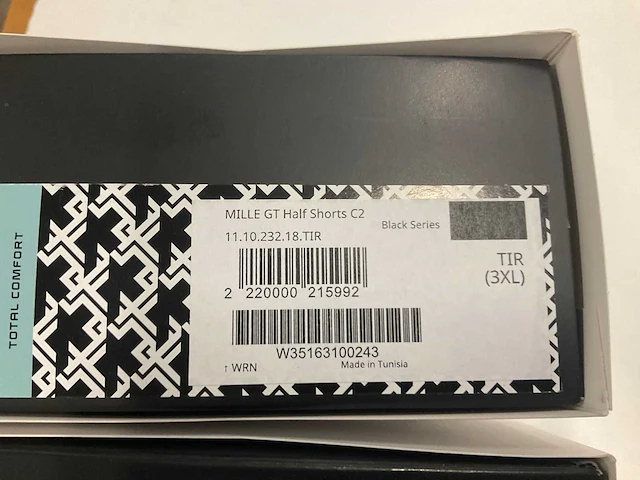 TOTAL COMFORT
MILLE GT Half Shorts C2
Black Series
11.10.232.18.TIR
TIR
(3XL)
2 220000 215992
W35163100243
↑ WRN
Made in Tunisia